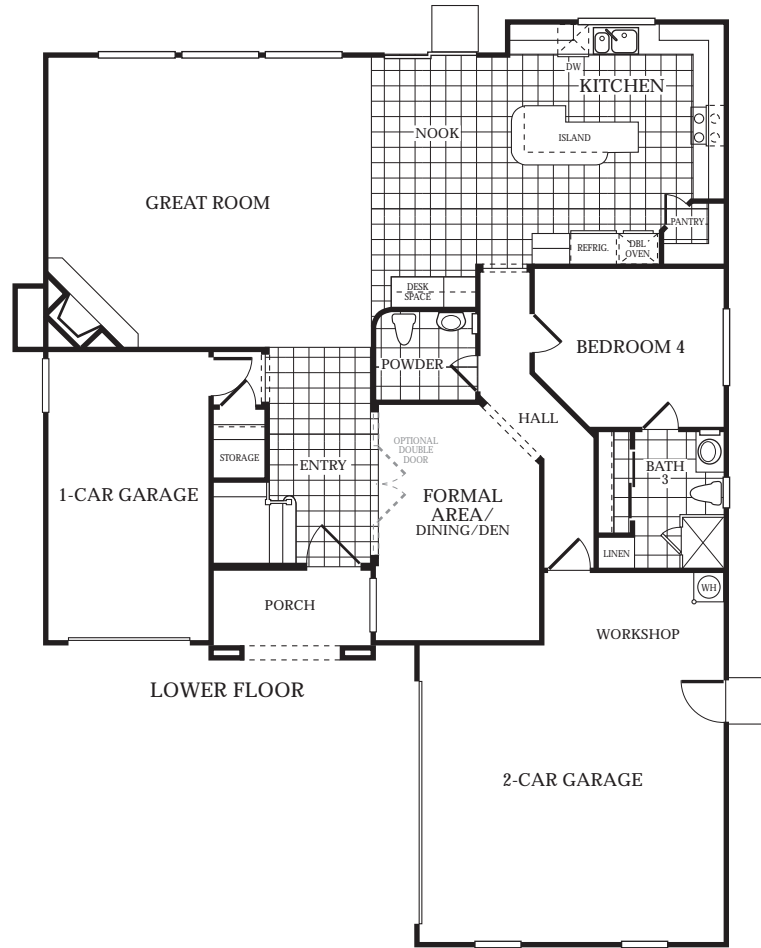 DW
KITCHEN
NOOK
ISLAND
GREAT ROOM
PANTRY
REFRIG.
DBL
OVEN
DESK
SPACE
BEDROOM 4
POWDER
HALL
OPTIONAL
DOUBLE
DOOR
STORAGE
ENTRY
BATH
3
1-CAR GARAGE
FORMAL
AREA/
DINING/DEN
LINEN
WH
PORCH
WORKSHOP
LOWER FLOOR
2-CAR GARAGE